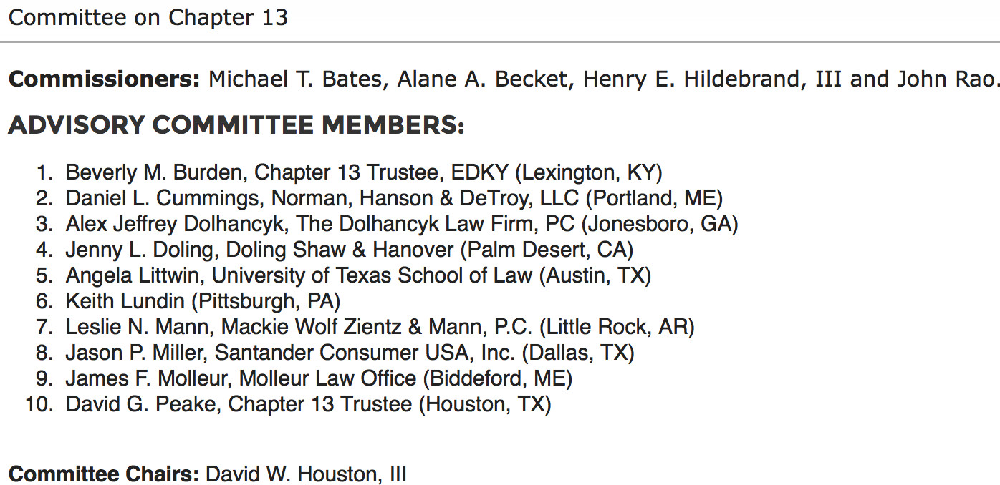 Committee on Chapter 13
Commissioners: Michael T. Bates, Alane A. Becket, Henry E. Hildebrand, III and John Rao.
ADVISORY COMMITTEE MEMBERS:
1. Beverly M. Burden, Chapter 13 Trustee, EDKY (Lexington, KY)
2. Daniel L. Cummings, Norman, Hanson & DeTroy, LLC (Portland, ME)
3. Alex Jeffrey Dolhancyk, The Dolhancyk Law Firm, PC (Jonesboro, GA)
4. Jenny L. Doling, Doling Shaw & Hanover (Palm Desert, CA)
5. Angela Littwin, University of Texas School of Law (Austin, TX)
6. Keith Lundin (Pittsburgh, PA)
7. Leslie N. Mann, Mackie Wolf Zientz & Mann, P.C. (Little Rock, AR)
8. Jason P. Miller, Santander Consumer USA, Inc. (Dallas, TX)
9. James F. Molleur, Molleur Law Office (Biddeford, ME)
10. David G. Peake, Chapter 13 Trustee (Houston, TX)
Committee Chairs: David W. Houston, III